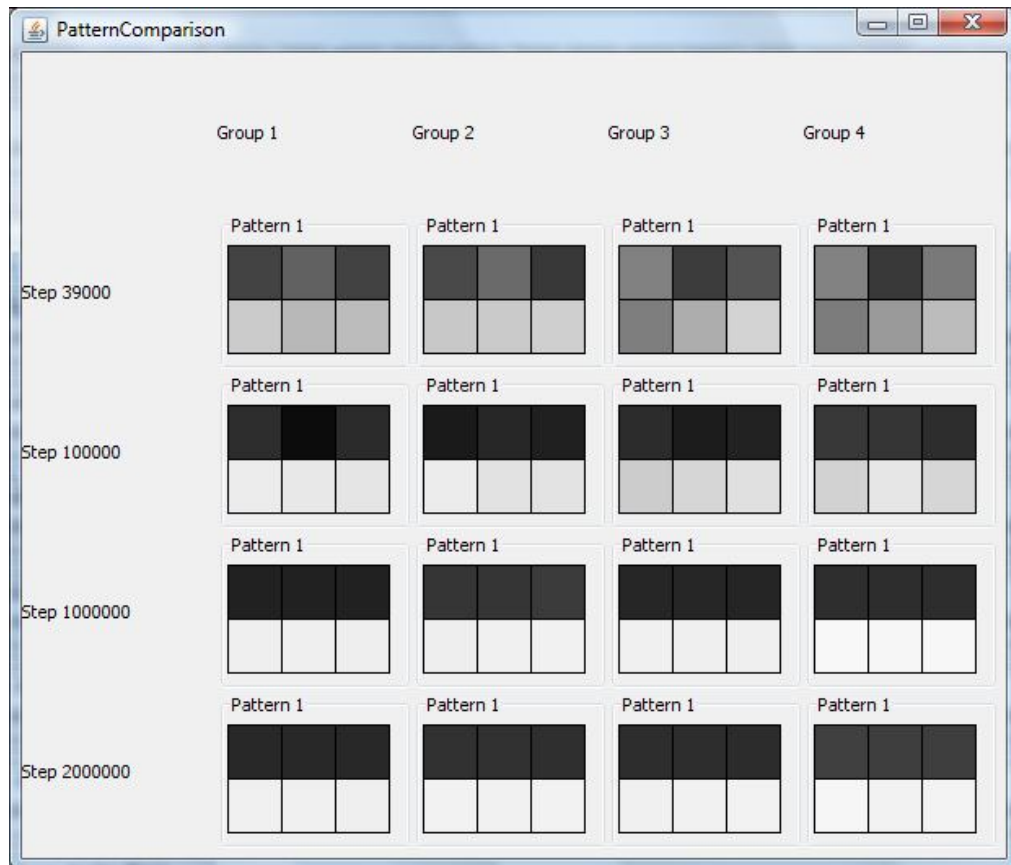 PatternComparison
Group 1 Group 2 Group 3 Group 4
Pattern 1 Pattern 1 Pattern 1 Pattern 1
Step 39000
Pattern 1 Pattern 1 Pattern 1 Pattern 1
Step 100000
Pattern 1 Pattern 1 Pattern 1 Pattern 1
Step 1000000
Pattern 1 Pattern 1 Pattern 1 Pattern 1
Step 2000000